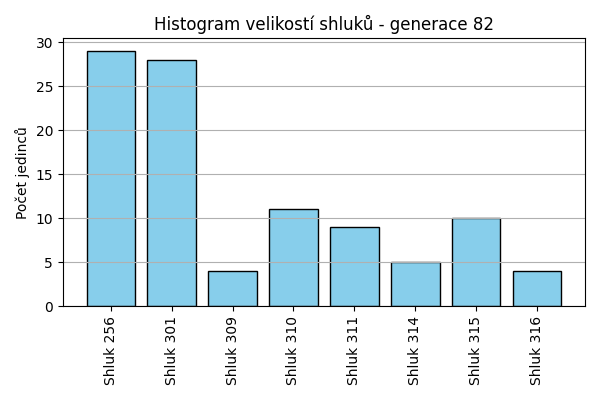 Histogram velikostí shluků - generace 82
Počet jedinců
30
25
20
15
10
5
0
Shluk 256
Shluk 301
Shluk 309
Shluk 310
Shluk 311
Shluk 314
Shluk 315
Shluk 316